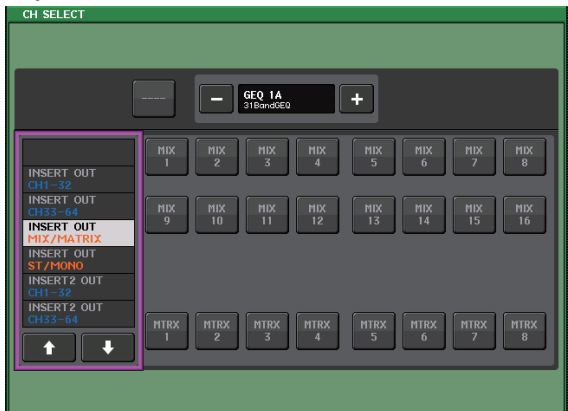 CH SELECT
----
− GEQ 1A +
31BandGEQ
INSERT OUT
CH1-32
INSERT OUT
CH33-64
INSERT OUT
MIX/MATRIX
INSERT OUT
ST/MONO
INSERT2 OUT
CH1-32
INSERT2 OUT
CH33-64
MIX 1
MIX 2
MIX 3
MIX 4
MIX 5
MIX 6
MIX 7
MIX 8
MIX 9
MIX 10
MIX 11
MIX 12
MIX 13
MIX 14
MIX 15
MIX 16
MTRX 1
MTRX 2
MTRX 3
MTRX 4
MTRX 5
MTRX 6
MTRX 7
MTRX 8